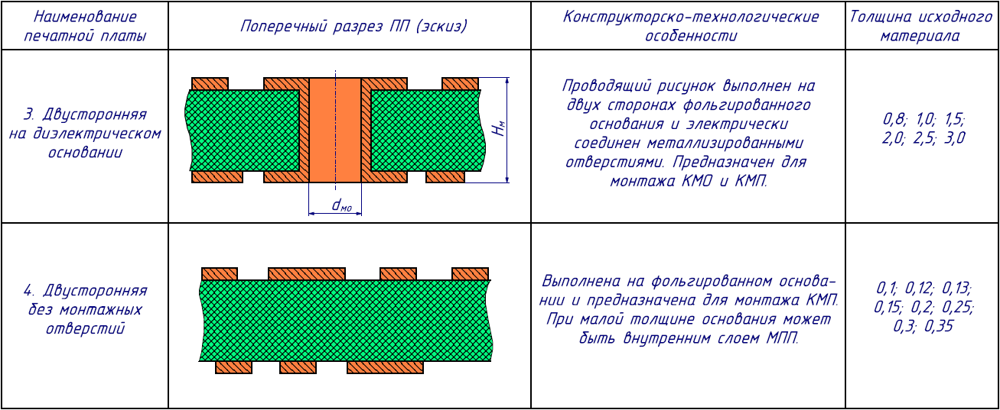 Наименование
печатной платы
Поперечный разрез ПП (эскиз)
Конструкторско-технологические
особенности
Толщина исходного
материала
3. Двусторонняя
на диэлектрическом
основании
Hм
dмо
Проводящий рисунок выполнен на
двух сторонах фольгированного
основания и электрически
соединен металлизированными
отверстиями. Предназначен для
монтажа КМО и КМП.
0,8; 1,0; 1,5;
2,0; 2,5; 3,0
4. Двусторонняя
без монтажных
отверстий
Выполнена на фольгированном основа-
нии и предназначена для монтажа КМП.
При малой толщине основания может
быть внутренним слоем МПП.
0,1; 0,12; 0,13;
0,15; 0,2; 0,25;
0,3; 0,35